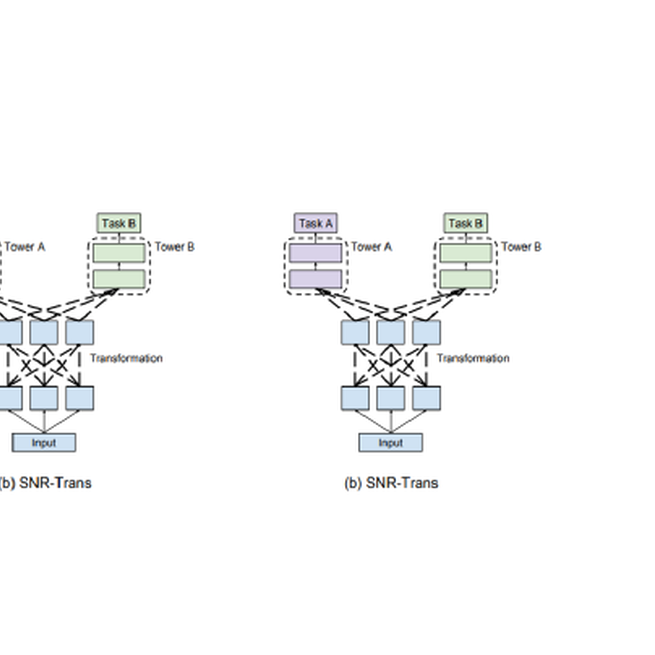 Task B
Tower A
Tower B
Transformation
Input
(b) SNR-Trans
Task A
Task B
Tower A
Tower B
Transformation
Input
(b) SNR-Trans